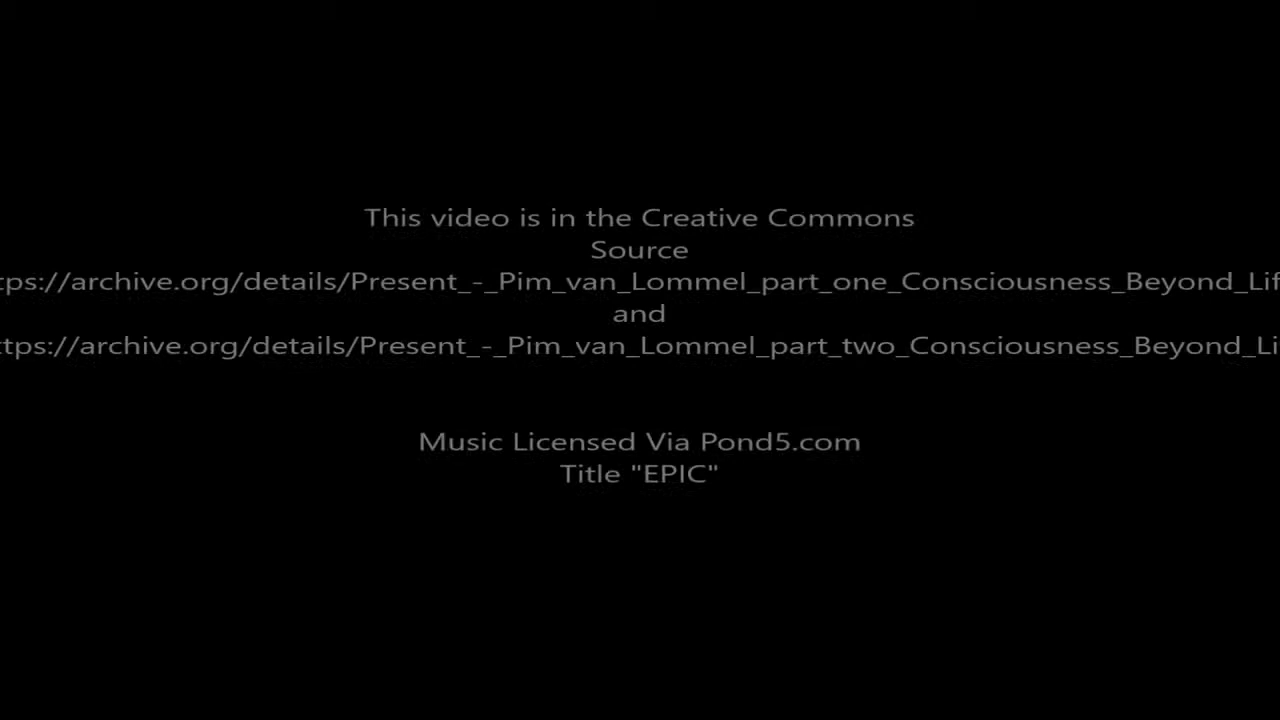 This video is in the Creative Commons
Source
tps://archive.org/details/Present_-_Pim_van_Lommel_part_one_Consciousness_Beyond_Lif
and
tps://archive.org/details/Present_-_Pim_van_Lommel_part_two_Consciousness_Beyond_Li
Music Licensed Via Pond5.com
Title "EPIC"